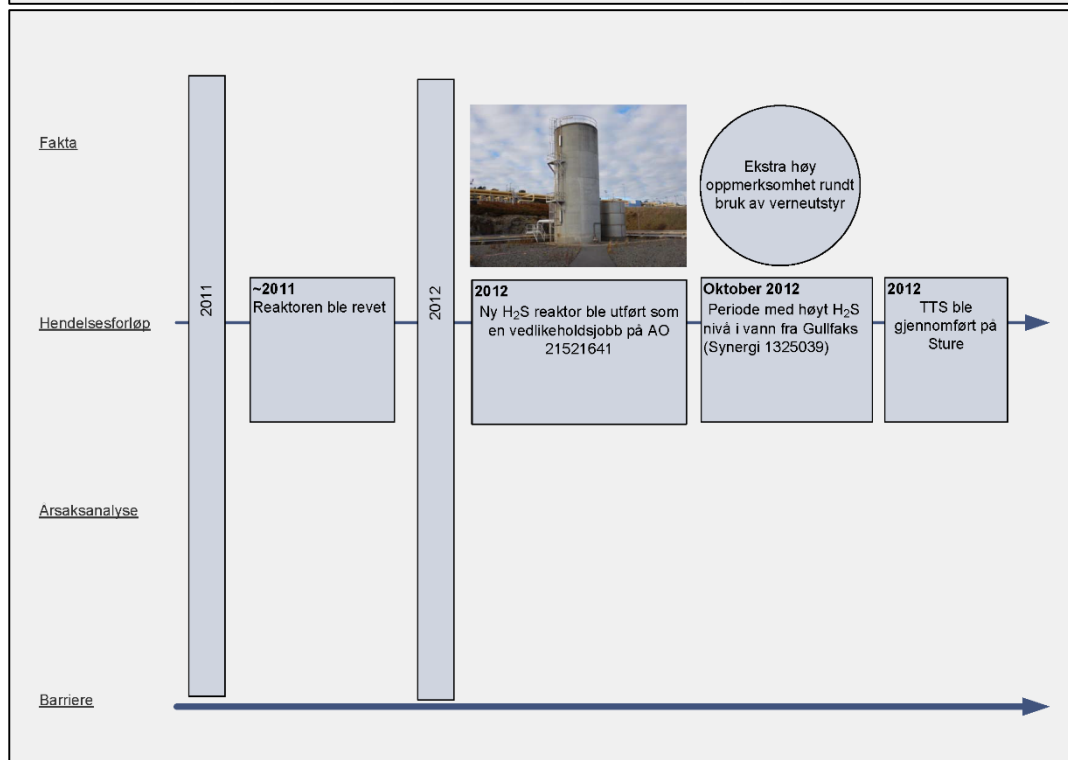 Fakta
Ekstra høy
oppmerksomhet rundt
bruk av verneutstyr
Hendelsesforløp
2011
~2011
Reaktoren ble revet
2012
2012
Ny H₂S reaktor ble utført som
en vedlikeholdsjobb på AO
21521641
Oktober 2012
Periode med høyt H₂S
nivå i vann fra Gullfaks
(Synergi 1325039)
2012
TTS ble
gjennomført på
Sture
Årsaksanalyse
Barriere